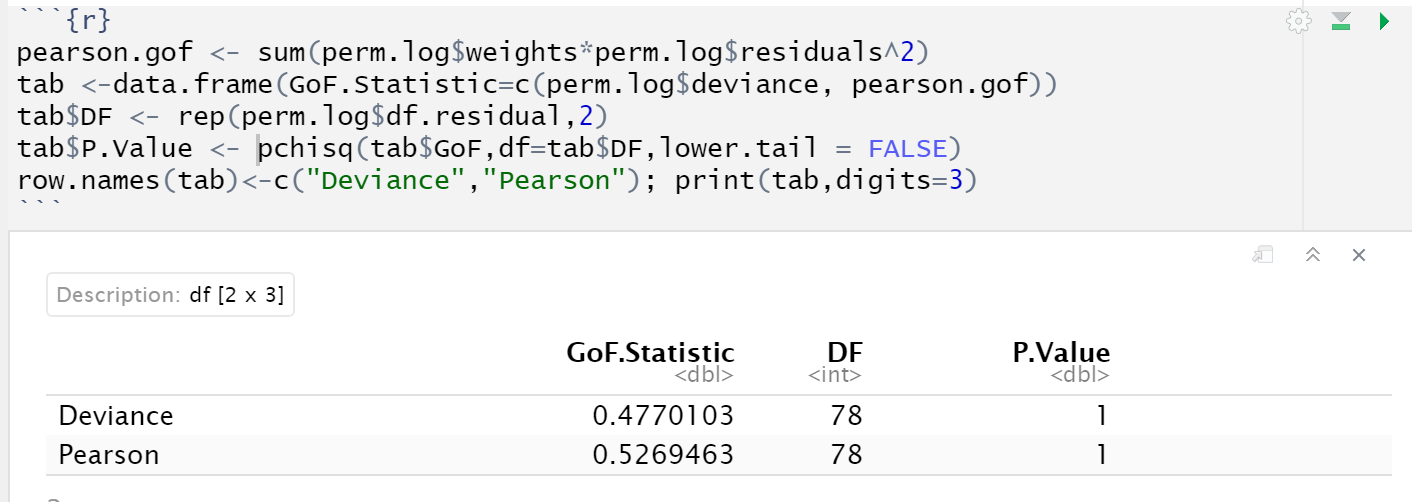 ```{r}
pearson.gof <- sum(perm.log$weights*perm.log$residuals^2)
tab <-data.frame(GoF.Statistic=c(perm.log$deviance, pearson.gof))
tab$DF <- rep(perm.log$df.residual,2)
tab$P.Value <- pchisq(tab$GoF,df=tab$DF,lower.tail = FALSE)
row.names(tab)<-c("Deviance","Pearson"); print(tab,digits=3)
```
Description: df [2 x 3]
GoF.Statistic DF P.Value
<dbl> <int> <dbl>
Deviance 0.4770103 78 1
Pearson 0.5269463 78 1